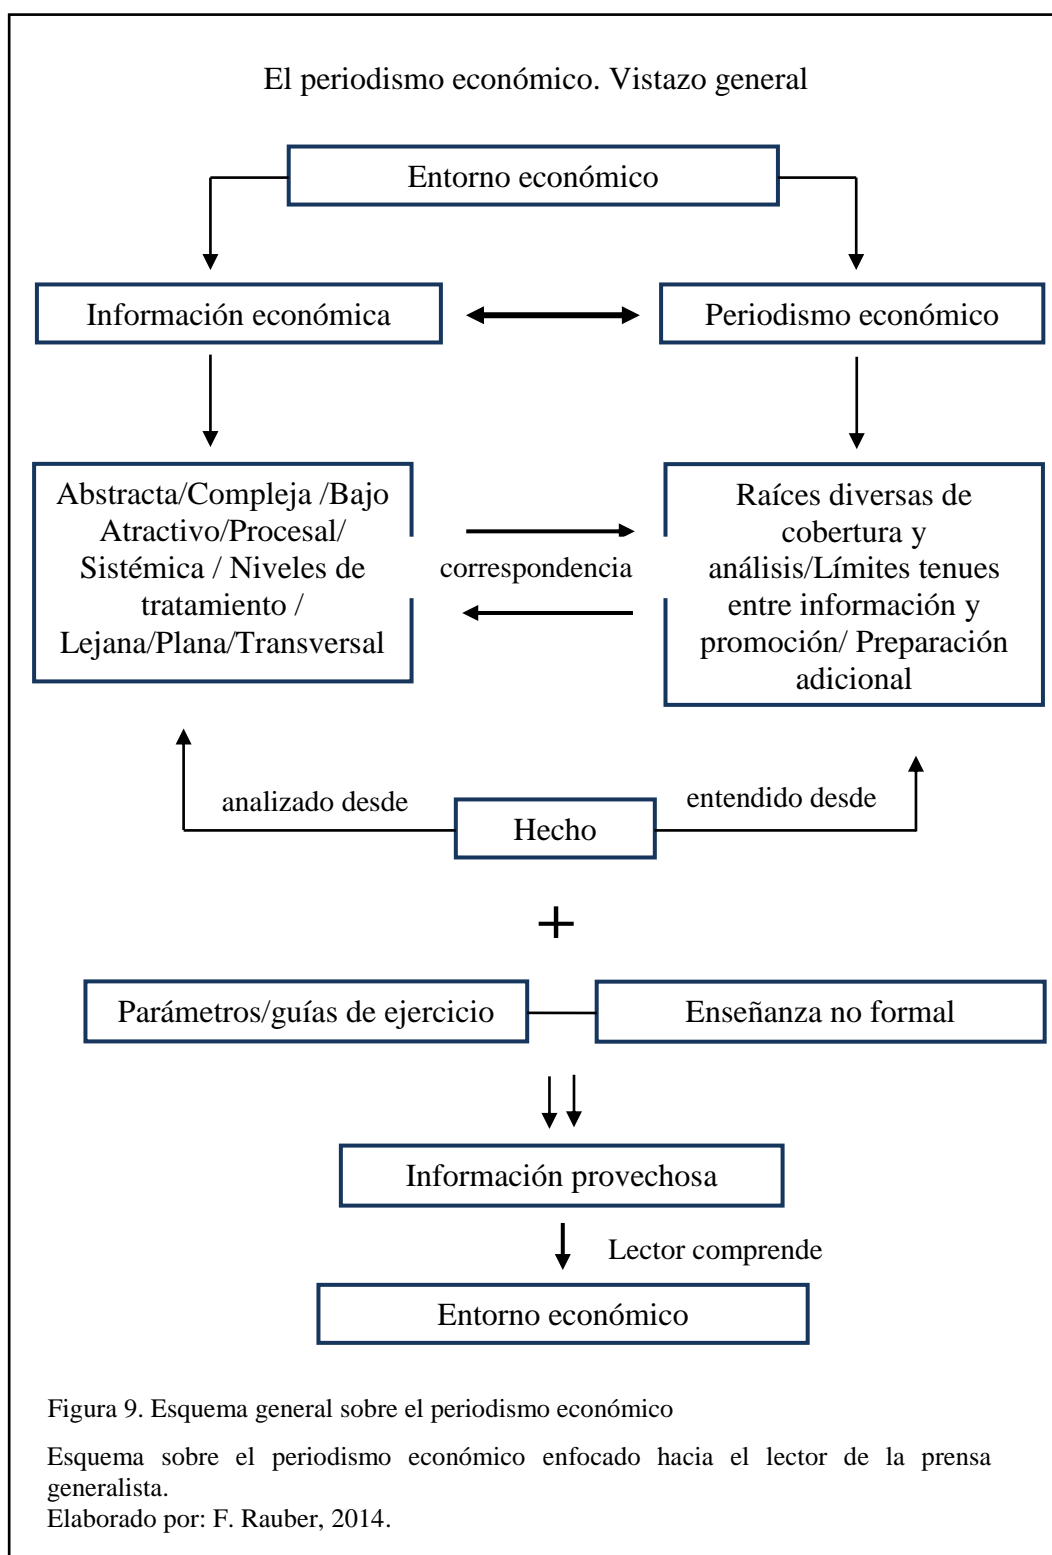 El periodismo económico. Vistazo general
Entorno económico
Información económica
Periodismo económico
Abstracta/Compleja /Bajo
Atractivo/Procesal/
Sistémica / Niveles de
tratamiento /
Lejana/Plana/Transversal
correspondencia
Raíces diversas de
cobertura y
análisis/Límites tenues
entre información y
promoción/ Preparación
adicional
analizado desde
Hecho
entendido desde
+
Parámetros/guías de ejercicio
Enseñanza no formal
Información provechosa
Lector comprende
Entorno económico
Figura 9. Esquema general sobre el periodismo económico
Esquema sobre el periodismo económico enfocado hacia el lector de la prensa
generalista.
Elaborado por: F. Rauber, 2014.